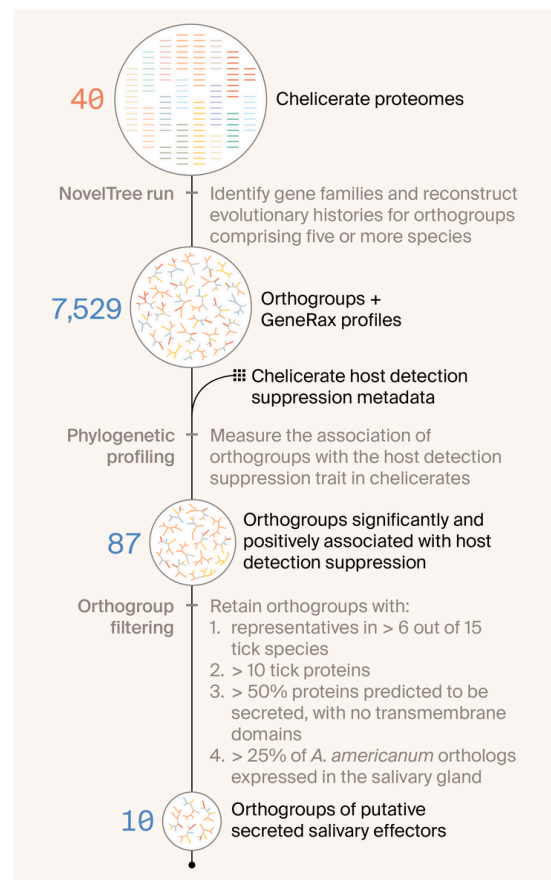 40
Chelicerate proteomes
NovelTree run
Identify gene families and reconstruct
evolutionary histories for orthogroups
comprising five or more species
7,529
Orthogroups +
GeneRax profiles
Chelicerate host detection
suppression metadata
Phylogenetic
profiling
Measure the association of
orthogroups with the host detection
suppression trait in chelicerates
87
Orthogroups significantly and
positively associated with host
detection suppression
Orthogroup
filtering
Retain orthogroups with:
1. representatives in > 6 out of 15
tick species
2. > 10 tick proteins
3. > 50% proteins predicted to be
secreted, with no transmembrane
domains
4. > 25% of A. americanum orthologs
expressed in the salivary gland
10
Orthogroups of putative
secreted salivary effectors